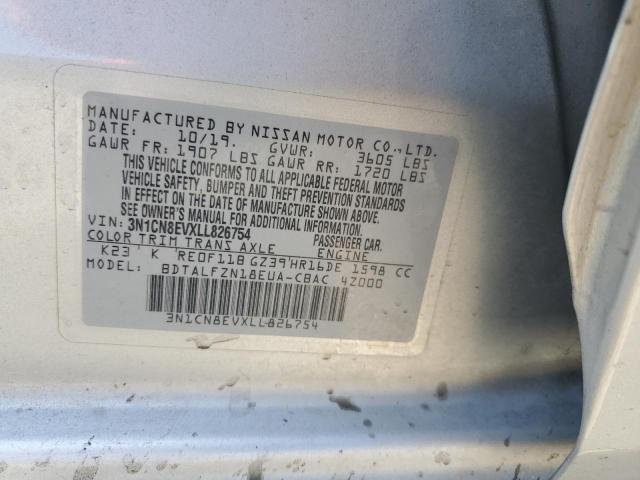 MANUFACTURED BY NISSAN MOTOR CO.,LTD.
DATE: 10/19. GVWR: 3605 LBS
GAWR FR: 1907 LBS GAWR RR: 1720 LBS
THIS VEHICLE CONFORMS TO ALL APPLICABLE FEDERAL MOTOR
VEHICLE SAFETY, BUMPER AND THEFT PREVENTION STANDARDS
IN EFFECT ON THE DATE OF MANUFACTURE SHOWN ABOVE.
SEE OWNER'S MANUAL FOR ADDITIONAL INFORMATION.
VIN: 3N1CN8EVXLL826754 PASSENGER CAR.
COLOR TRIM TRANS AXLE ENGINE
K23 K RE0F11B GZ39 HR16DE 1598 CC
MODEL: BDTALFZN18EUA-CBAC 4Z000
3N1CN8EVXLL826754